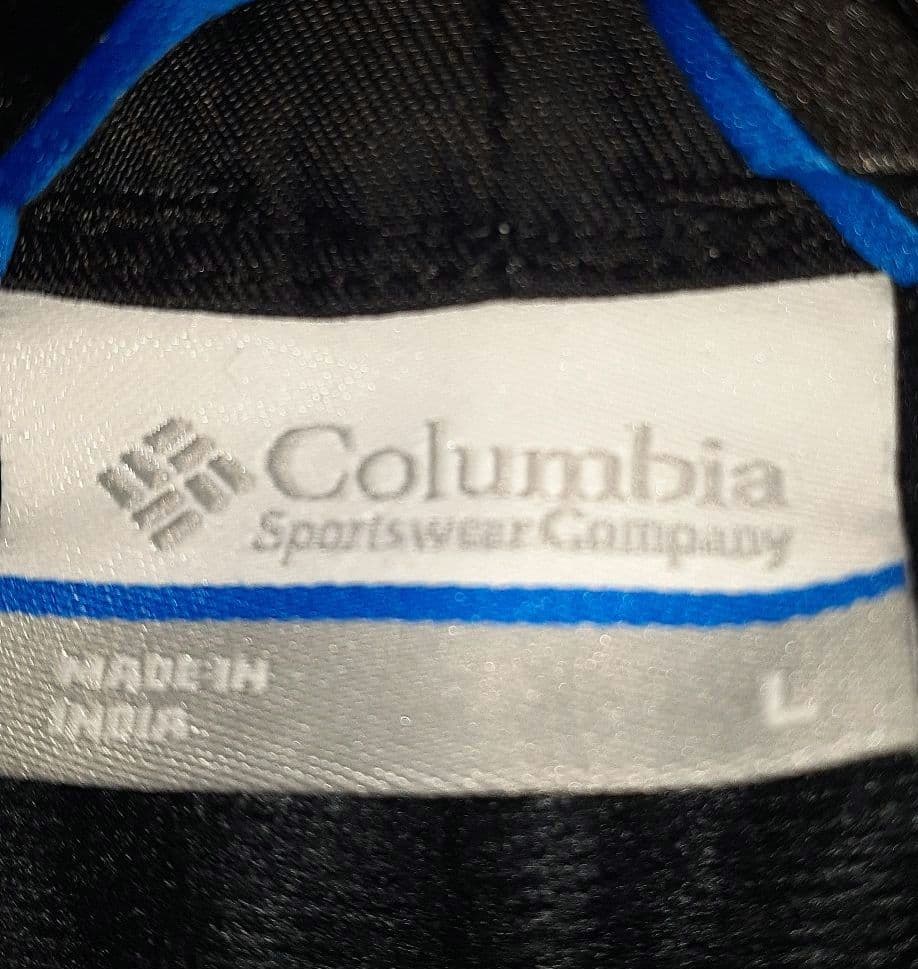 Columbia
Sportswear Company
MADE IN
INDIA
L